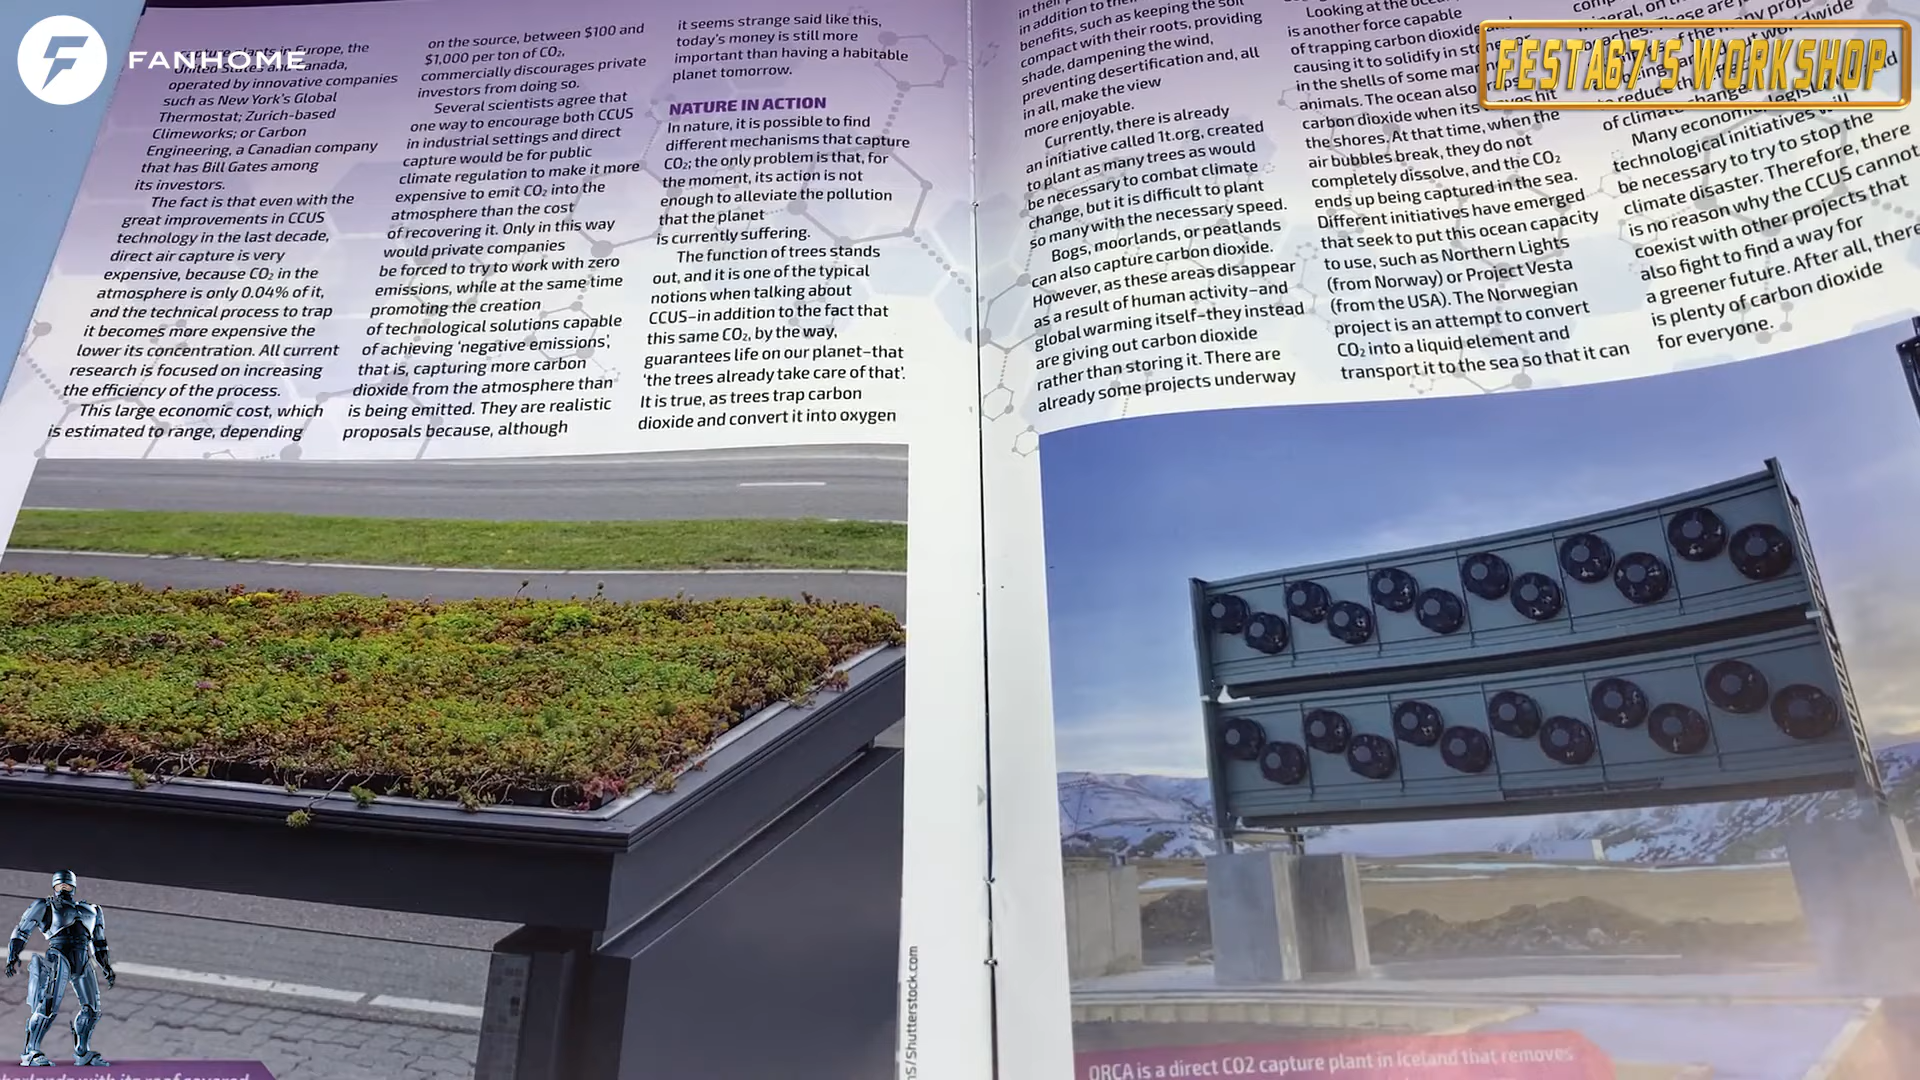 FANHOME
FESTA67'S WORKSHOP
capture plants in Europe, the
United States and Canada,
operated by innovative companies
such as New York's Global
Thermostat; Zurich-based
Climeworks; or Carbon
Engineering, a Canadian company
that has Bill Gates among
its investors.
The fact is that even with the
great improvements in CCUS
technology in the last decade,
direct air capture is very
expensive, because CO₂ in the
atmosphere is only 0.04% of it,
and the technical process to trap
it becomes more expensive the
lower its concentration. All current
research is focused on increasing
the efficiency of the process.
This large economic cost, which
is estimated to range, depending
on the source, between $100 and
$1,000 per ton of CO₂,
commercially discourages private
investors from doing so.
Several scientists agree that
one way to encourage both CCUS
in industrial settings and direct
capture would be for public
climate regulation to make it more
expensive to emit CO₂ into the
atmosphere than the cost
of recovering it. Only in this way
would private companies
be forced to try to work with zero
emissions, while at the same time
promoting the creation
of technological solutions capable
of achieving 'negative emissions',
that is, capturing more carbon
dioxide from the atmosphere than
is being emitted. They are realistic
proposals because, although
it seems strange said like this,
today's money is still more
important than having a habitable
planet tomorrow.
NATURE IN ACTION
In nature, it is possible to find
different mechanisms that capture
CO₂; the only problem is that, for
the moment, its action is not
enough to alleviate the pollution
that the planet
is currently suffering.
The function of trees stands
out, and it is one of the typical
notions when talking about
CCUS–in addition to the fact that
this same CO₂, by the way,
guarantees life on our planet–that
'the trees already take care of that'.
It is true, as trees trap carbon
dioxide and convert it into oxygen
in their
in addition to the
benefits, such as keeping the soil
compact with their roots, providing
shade, dampening the wind,
preventing desertification and, all
in all, make the view
more enjoyable.
Currently, there is already
an initiative called 1t.org, created
to plant as many trees as would
be necessary to combat climate
change, but it is difficult to plant
so many with the necessary speed.
Bogs, moorlands, or peatlands
can also capture carbon dioxide.
However, as these areas disappear
as a result of human activity–and
global warming itself–they instead
are giving out carbon dioxide
rather than storing it. There are
already some projects underway
Looking at the
is another force capable
of trapping carbon dioxide
causing it to solidify in
in the shells of some
animals. The ocean also
carbon dioxide when its waves hit
the shores. At that time, when the
air bubbles break, they do not
completely dissolve, and the CO₂
ends up being captured in the sea.
Different initiatives have emerged
that seek to put this ocean capacity
to use, such as Northern Lights
(from Norway) or Project Vesta
(from the USA). The Norwegian
project is an attempt to convert
CO₂ into a liquid element and
transport it to the sea so that it can
to reduce the
of climate change.
Many economic, legislative
technological initiatives will
be necessary to try to stop the
climate disaster. Therefore, there
is no reason why the CCUS cannot
coexist with other projects that
also fight to find a way for
a greener future. After all, there
is plenty of carbon dioxide
for everyone.
/Shutterstock.com
with its roof covered
ORCA is a direct CO2 capture plant in Iceland that removes